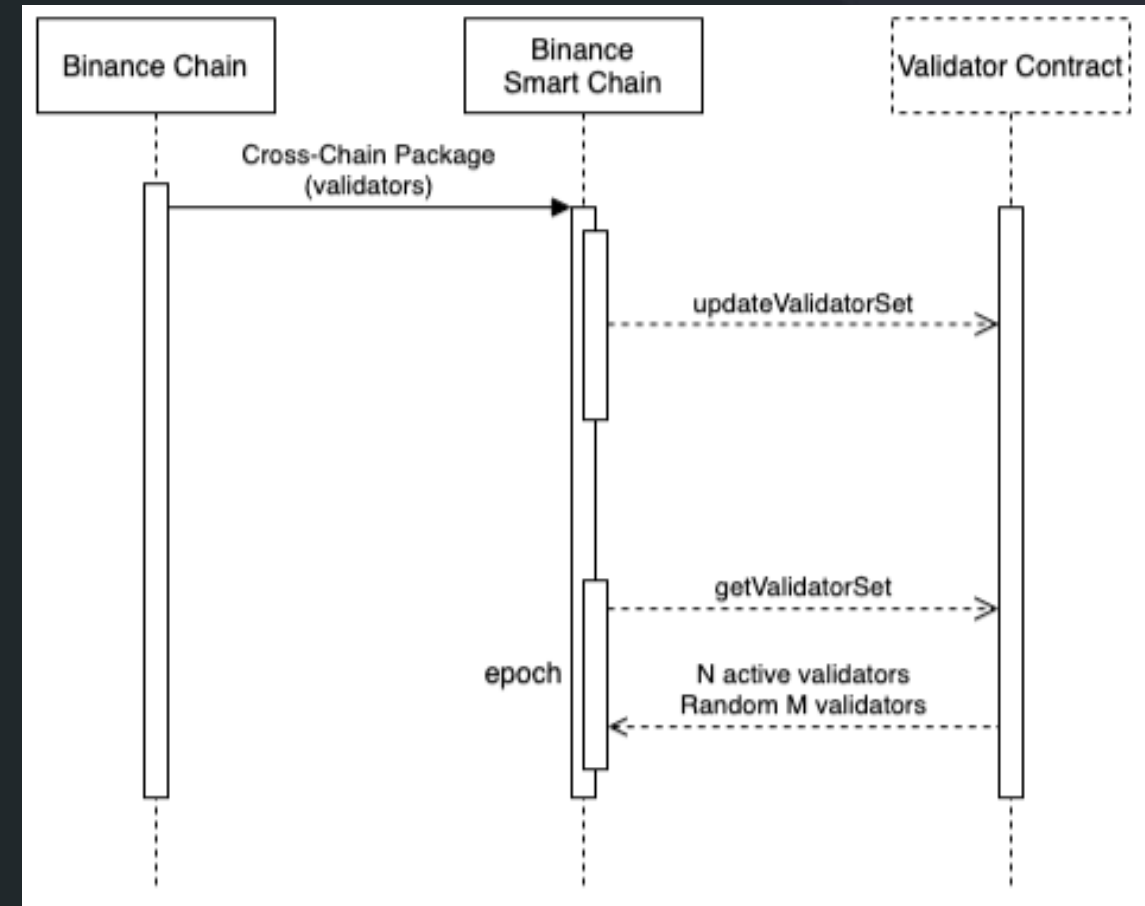 Binance Chain
Binance
Smart Chain
Validator Contract
Cross-Chain Package
(validators)
updateValidatorSet
getValidatorSet
epoch
N active validators
Random M validators